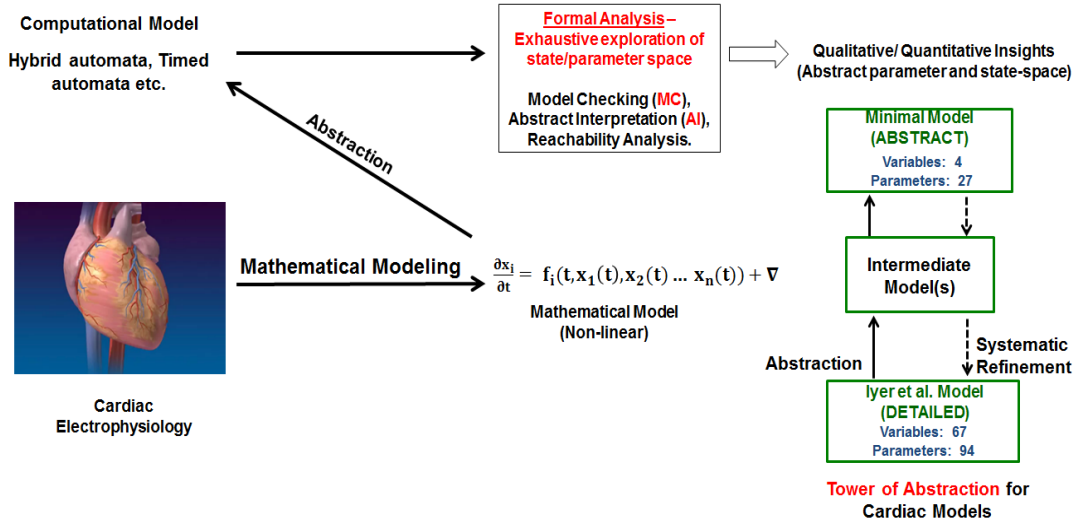 Computational Model
Hybrid automata, Timed
automata etc.
Formal Analysis –
Exhaustive exploration of
state/parameter space
Model Checking (MC),
Abstract Interpretation (AI),
Reachability Analysis.
Qualitative/ Quantitative Insights
(Abstract parameter and state-space)
Abstraction
Minimal Model
(ABSTRACT)
Variables: 4
Parameters: 27
Mathematical Modeling
∂xᵢ/∂t = fᵢ(t,x₁(t),x₂(t) … xₙ(t)) + ∇
Mathematical Model
(Non-linear)
Intermediate
Model(s)
Abstraction
Systematic
Refinement
Cardiac
Electrophysiology
Iyer et al. Model
(DETAILED)
Variables: 67
Parameters: 94
Tower of Abstraction for
Cardiac Models